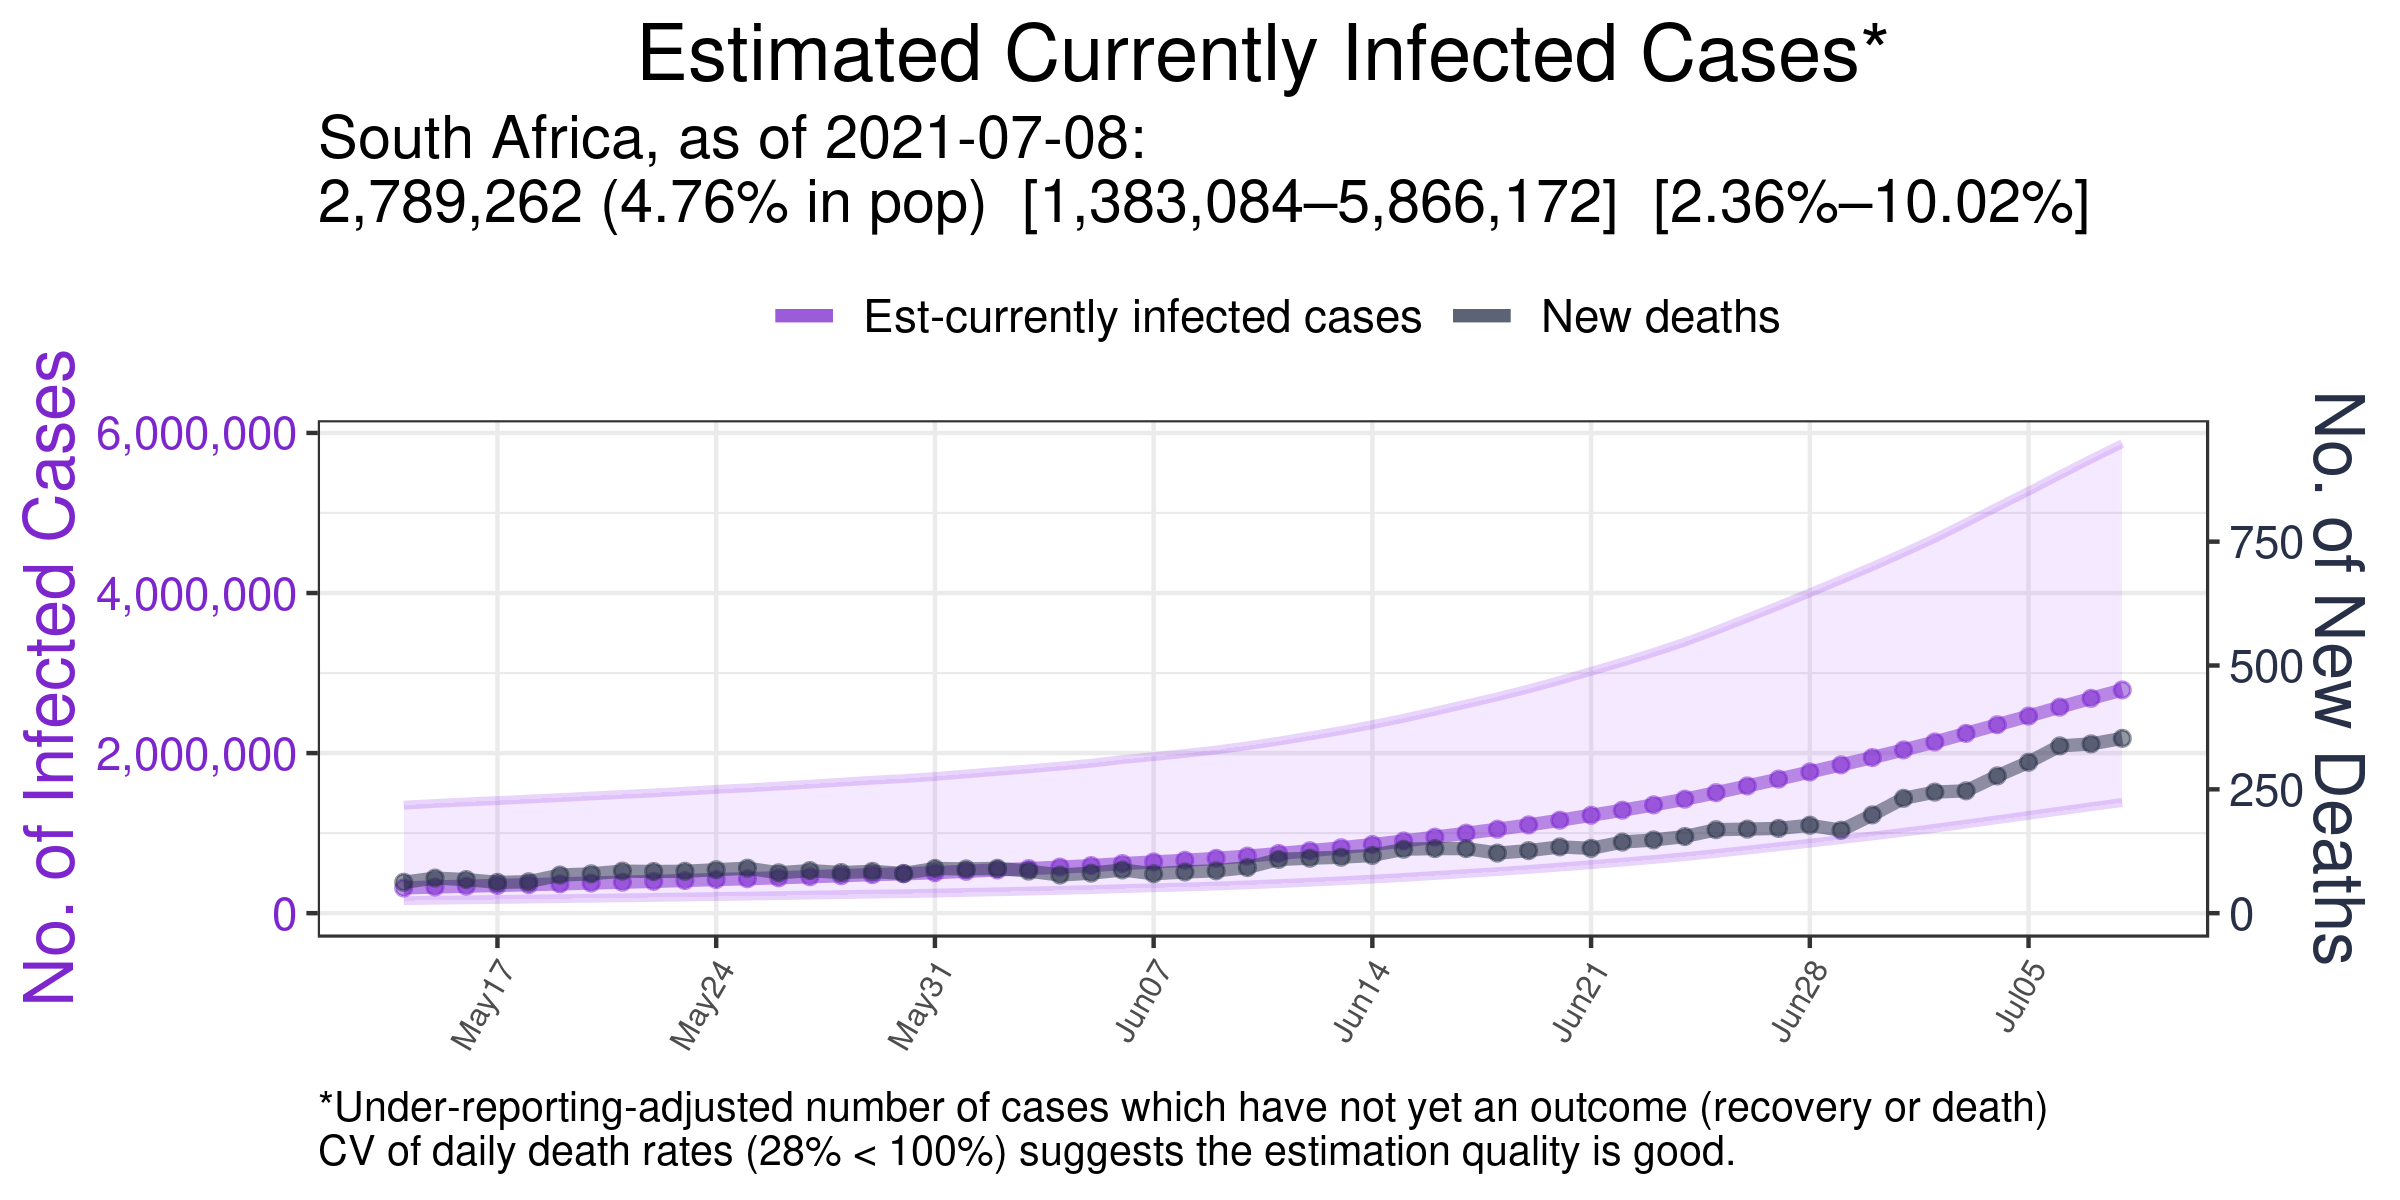 Estimated Currently Infected Cases*
South Africa, as of 2021-07-08:
2,789,262 (4.76% in pop)  [1,383,084–5,866,172]  [2.36%–10.02%]
Est-currently infected cases
New deaths
No. of Infected Cases
6,000,000
4,000,000
2,000,000
0
No. of New Deaths
750
500
250
0
May17
May24
May31
Jun07
Jun14
Jun21
Jun28
Jul05
*Under-reporting-adjusted number of cases which have not yet an outcome (recovery or death)
CV of daily death rates (28% < 100%) suggests the estimation quality is good.